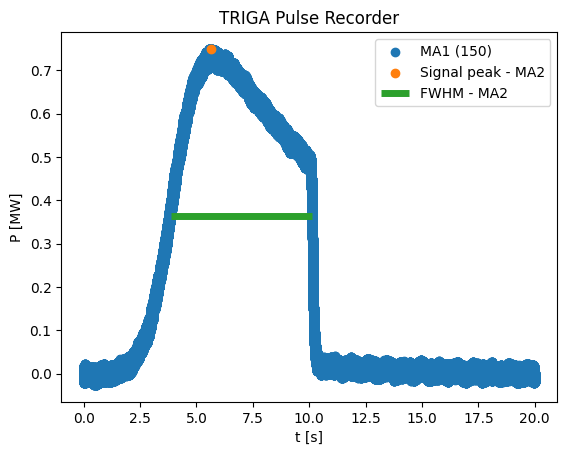 TRIGA Pulse Recorder
MA1 (150)
Signal peak - MA2
FWHM - MA2
P [MW]
0.7
0.6
0.5
0.4
0.3
0.2
0.1
0.0
0.0 2.5 5.0 7.5 10.0 12.5 15.0 17.5 20.0
t [s]